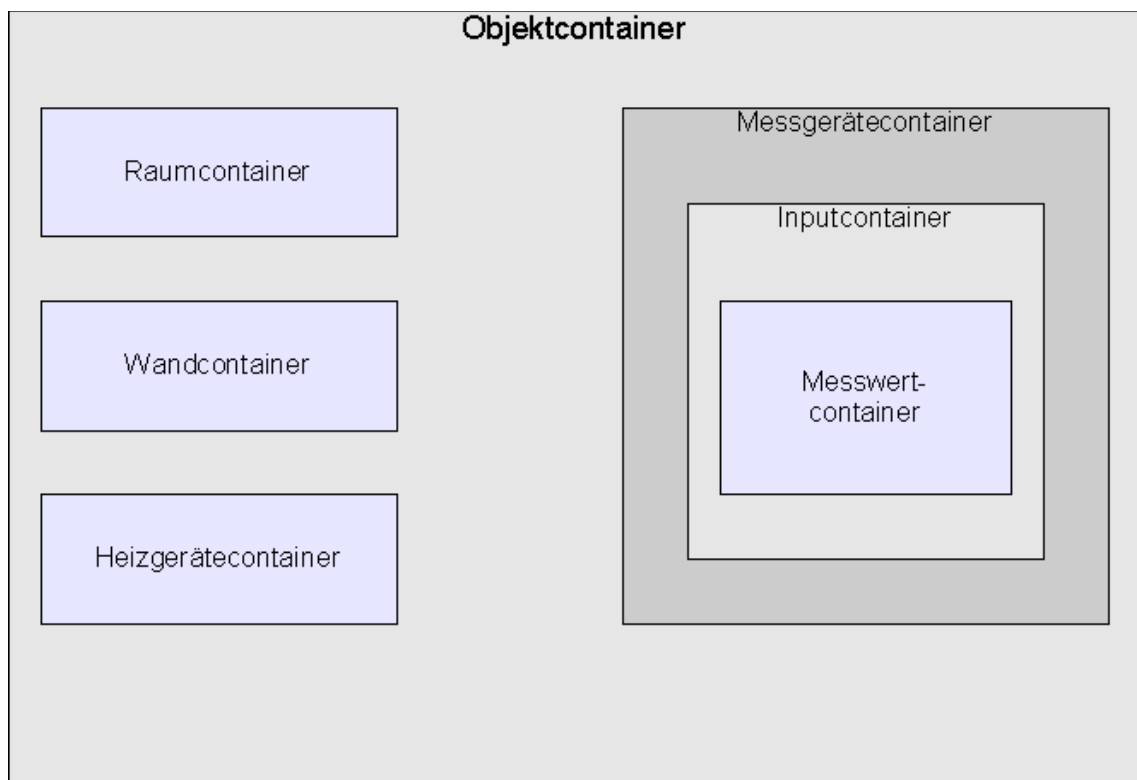 Objektcontainer
Raumcontainer
Wandcontainer
Heizgerätecontainer
Messgerätecontainer
Inputcontainer
Messwert-
container